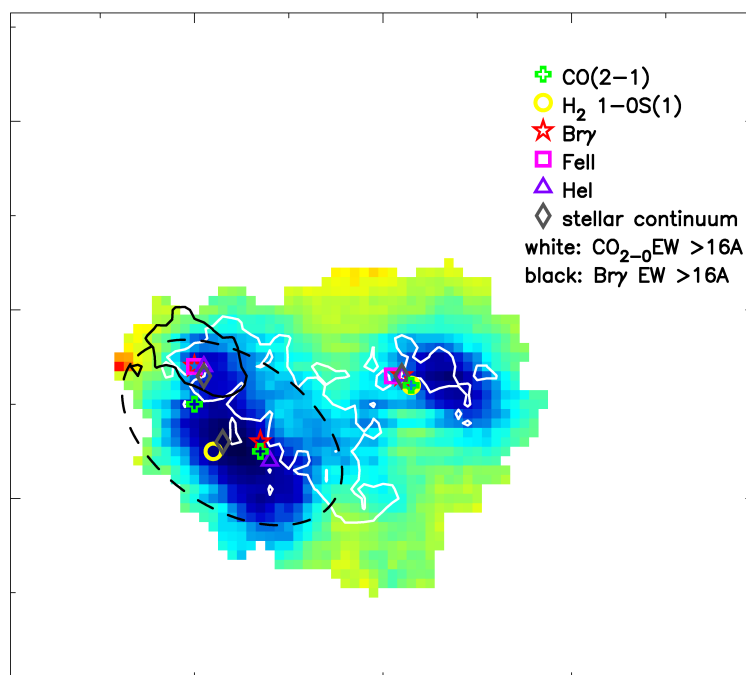 CO(2−1)
H₂ 1−0S(1)
Brγ
FeII
HeI
stellar continuum
white: CO₂₋₀EW >16A
black: Brγ EW >16A